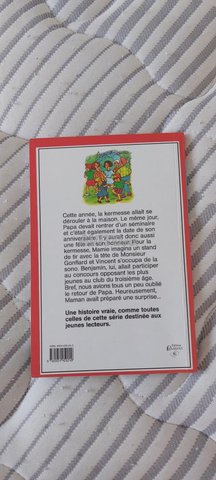 Cette année, la kermesse allait se
dérouler à la maison. Le même jour,
Papa devait rentrer d'un séminaire
et c'était également la date de son
anniversaire. Il y aurait donc aussi
une fête en son honneur. Pour la
kermesse, Mamie imagina un stand
de tir avec la tête de Monsieur
Gonflard et Vincent s'occupa de la
sono. Benjamin, lui, allait participer
au concours opposant les plus
jeunes au club du troisième âge.
Bref, nous avions tous un peu oublié
le retour de Papa. Heureusement,
Maman avait préparé une surprise...
Une histoire vraie, comme toutes
celles de cette série destinée aux
jeunes lecteurs.